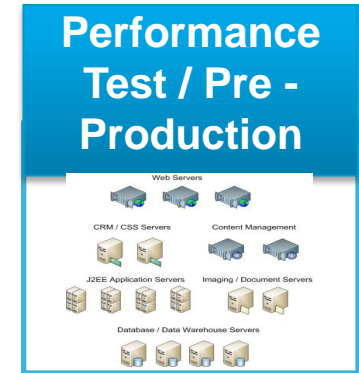 Performance
Test / Pre -
Production
Web Servers
CRM / CSS Servers Content Management
J2EE Application Servers Imaging / Document Servers
Database / Data Warehouse Servers